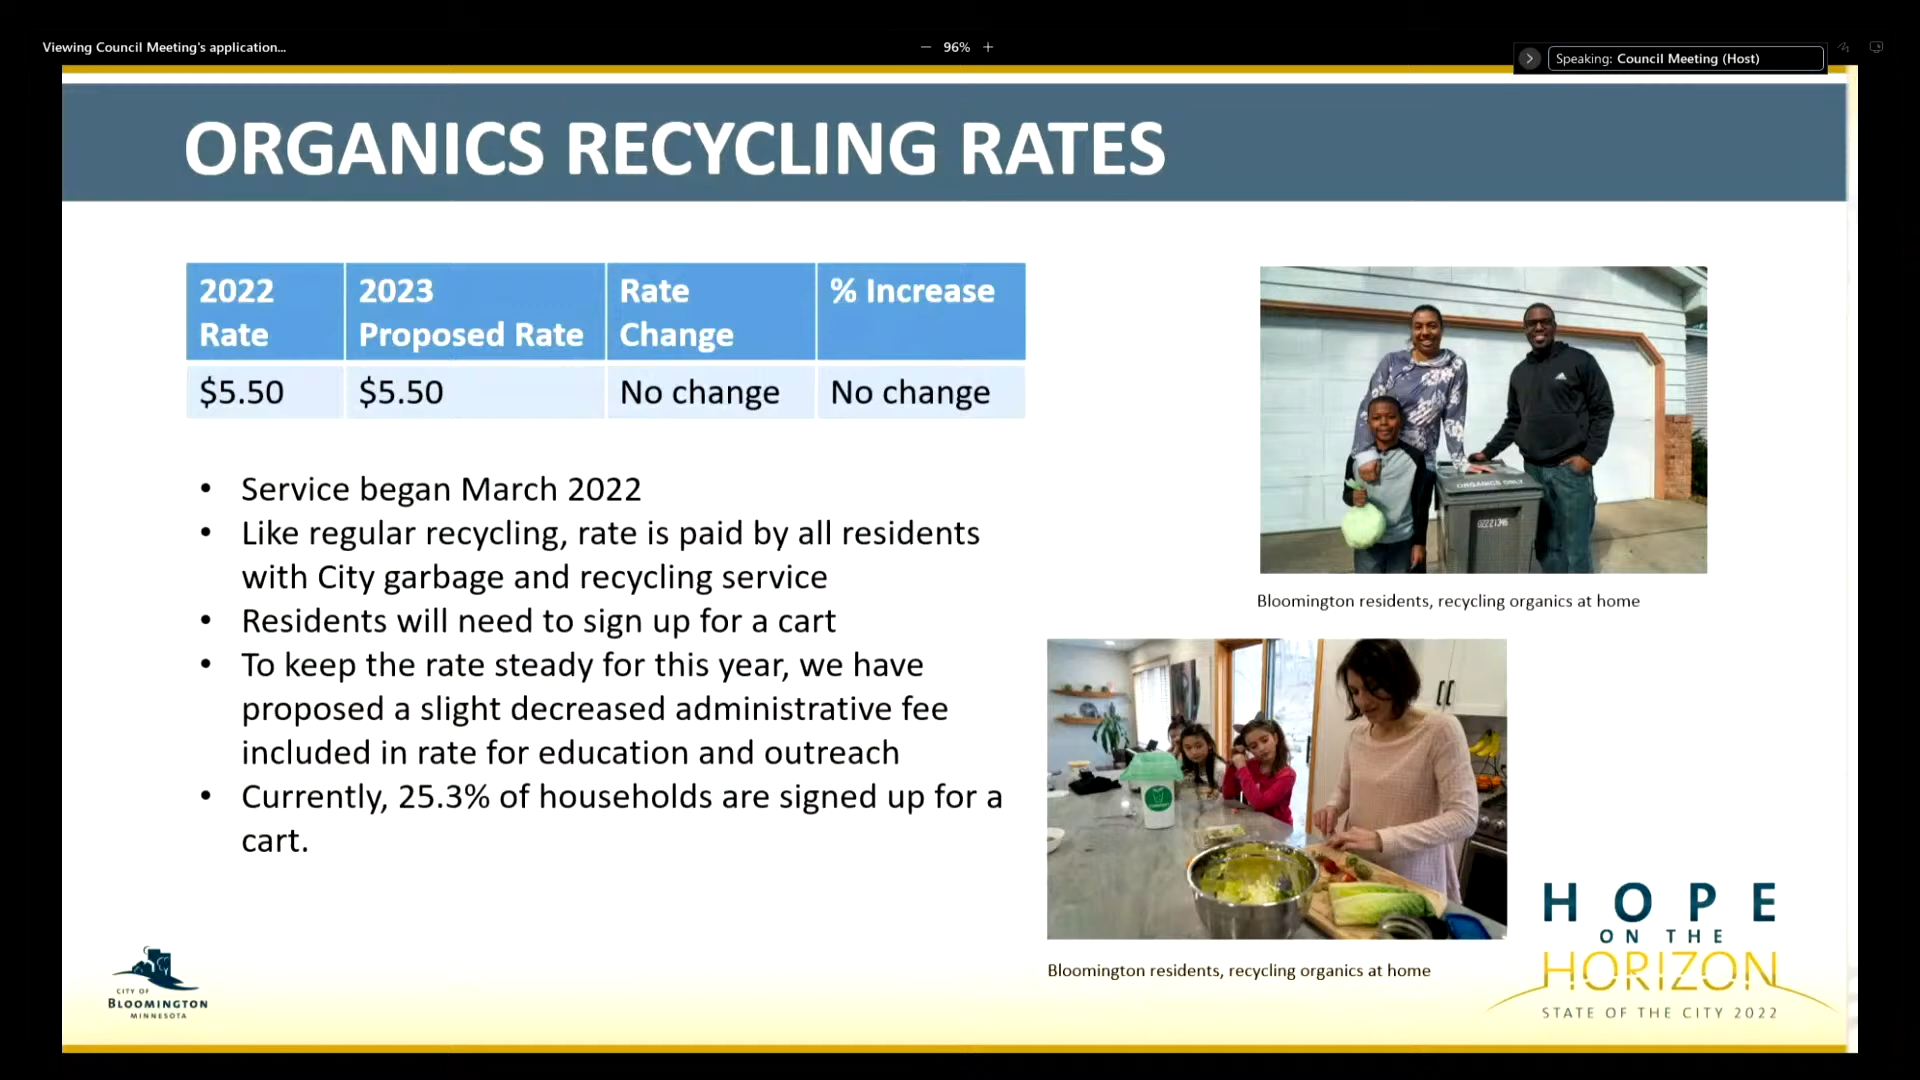 Viewing Council Meeting's application...
96%
Speaking: Council Meeting (Host)
ORGANICS RECYCLING RATES
2022 Rate
2023 Proposed Rate
Rate Change
% Increase
$5.50
$5.50
No change
No change
• Service began March 2022
• Like regular recycling, rate is paid by all residents
with City garbage and recycling service
• Residents will need to sign up for a cart
• To keep the rate steady for this year, we have
proposed a slight decreased administrative fee
included in rate for education and outreach
• Currently, 25.3% of households are signed up for a
cart.
ORGANICS ONLY
Bloomington residents, recycling organics at home
Bloomington residents, recycling organics at home
CITY OF
BLOOMINGTON
MINNESOTA
HOPE
ON THE
HORIZON
STATE OF THE CITY 2022